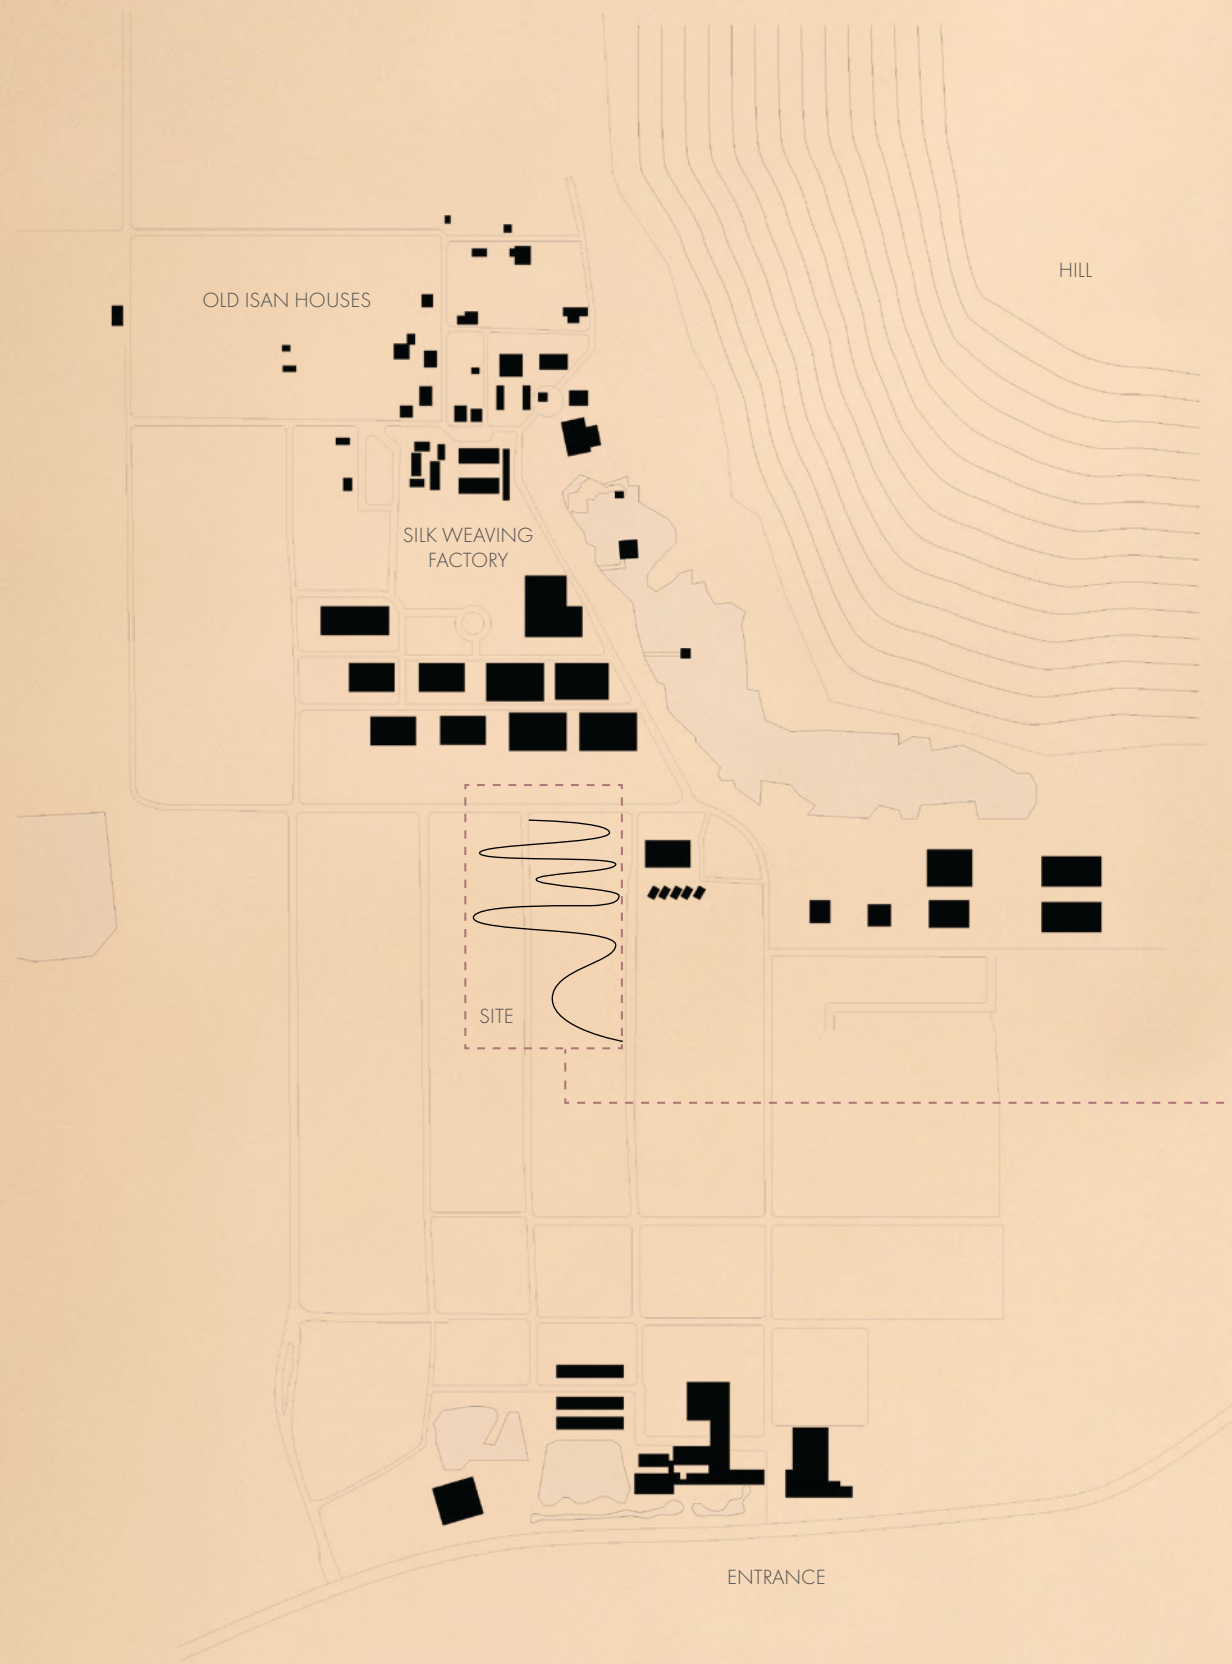 HILL
OLD ISAN HOUSES
SILK WEAVING
FACTORY
SITE
ENTRANCE